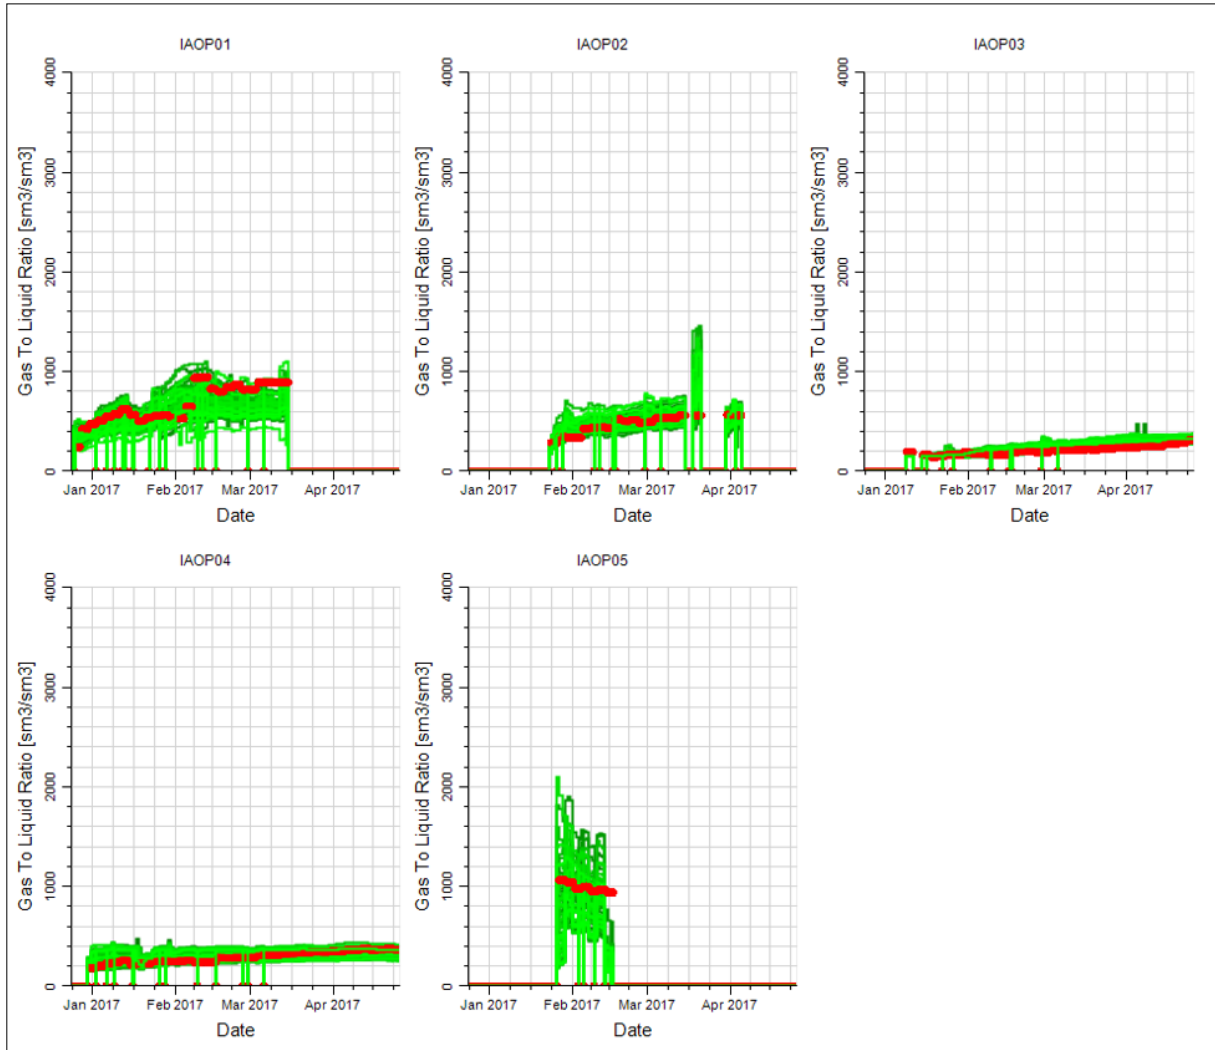 IAOP01
4000
3000
2000
1000
0
Gas To Liquid Ratio [sm3/sm3]
Jan 2017 Feb 2017 Mar 2017 Apr 2017
Date
IAOP02
4000
3000
2000
1000
0
Gas To Liquid Ratio [sm3/sm3]
Jan 2017 Feb 2017 Mar 2017 Apr 2017
Date
IAOP03
4000
3000
2000
1000
0
Gas To Liquid Ratio [sm3/sm3]
Jan 2017 Feb 2017 Mar 2017 Apr 2017
Date
IAOP04
4000
3000
2000
1000
0
Gas To Liquid Ratio [sm3/sm3]
Jan 2017 Feb 2017 Mar 2017 Apr 2017
Date
IAOP05
4000
3000
2000
1000
0
Gas To Liquid Ratio [sm3/sm3]
Jan 2017 Feb 2017 Mar 2017 Apr 2017
Date